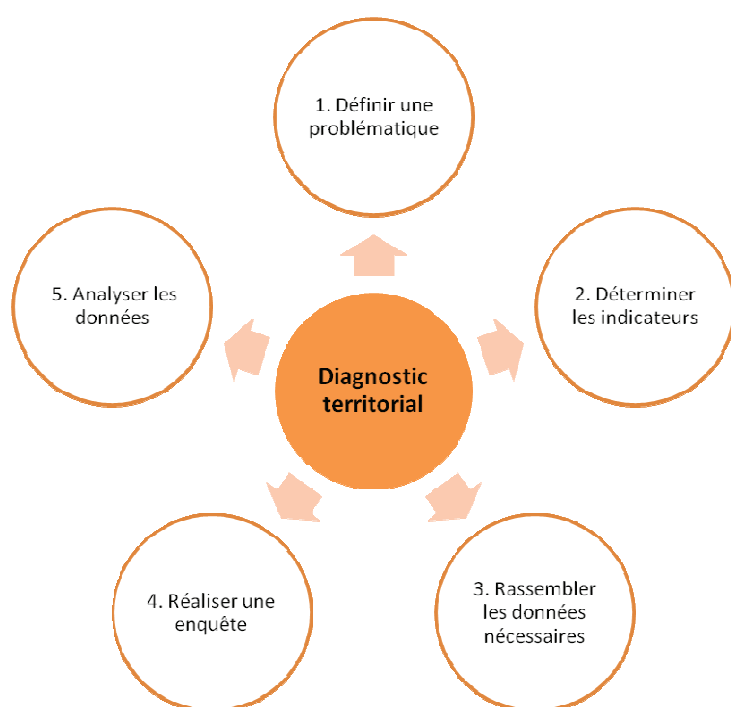 1. Définir une
problématique
2. Déterminer
les indicateurs
3. Rassembler
les données
nécessaires
4. Réaliser une
enquête
5. Analyser les
données
Diagnostic
territorial